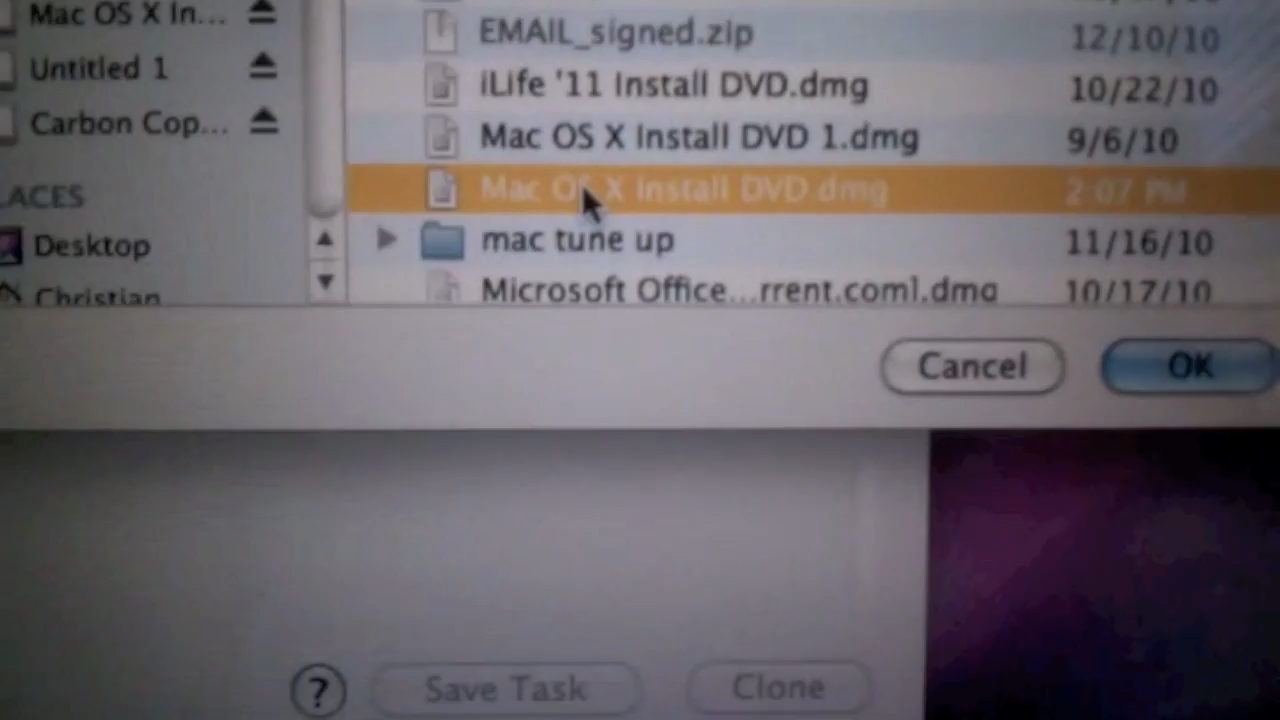 Mac OS X In...
Untitled 1
Carbon Cop...
LACES
Desktop
Christian
EMAIL_signed.zip 12/10/10
iLife '11 Install DVD.dmg 10/22/10
Mac OS X Install DVD 1.dmg 9/6/10
Mac OS X Install DVD.dmg 2:07 PM
mac tune up 11/16/10
Microsoft Office...rrent.com].dmg 10/17/10
Cancel OK
? Save Task Clone